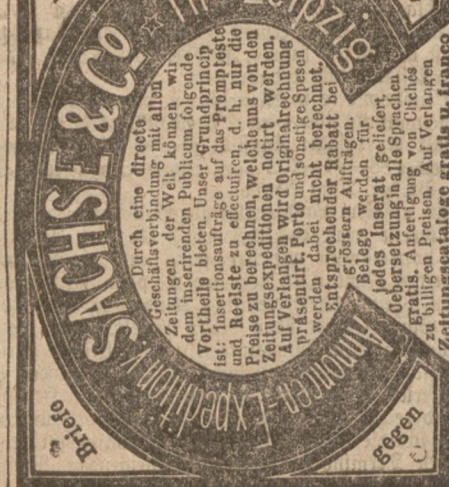 Annoncen-Expedition v. SACHSE & Co
in Leipzig.
Durch eine directe
Geschäftsverbindung mit allen
Zeitungen der Welt können wir
dem inserirenden Publicum folgende
Vortheile bieten. Unser Grundprincip
ist: Insertionsaufträge auf das Prompteste
und Reelste zu effectuiren, d. h. nur die
Preise zu berechnen, welche uns von den
Zeitungsexpeditionen notirt werden.
Auf Verlangen wird Originalrechnung
präsentirt. Porto und sonstige Spesen
werden dabei nicht berechnet.
Entsprechender Rabatt bei
grössern Aufträgen.
Belege werden für
jedes Inserat geliefert.
Uebersetzung in alle Sprachen
gratis. Anfertigung von Clichés
zu billigen Preisen. Auf Verlangen
Zeitungscataloge gratis u. franco
Briefe
gegen